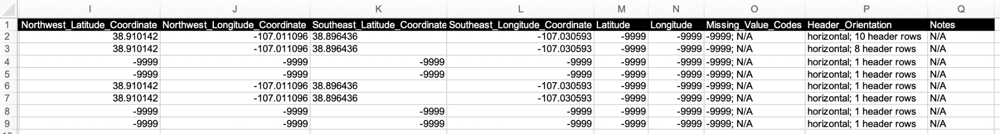 I J K L M N O P Q
1 Northwest_Latitude_Coordinate Northwest_Longitude_Coordinate Southeast_Latitude_Coordinate Southeast_Longitude_Coordinate Latitude Longitude Missing_Value_Codes Header_Orientation Notes
2 38.910142 -107.011096 38.896436 -107.030593 -9999 -9999 -9999; N/A horizontal; 10 header rows N/A
3 38.910142 -107.011096 38.896436 -107.030593 -9999 -9999 -9999; N/A horizontal; 8 header rows N/A
4 -9999 -9999 -9999 -9999 -9999 -9999 -9999; N/A horizontal; 1 header rows N/A
5 -9999 -9999 -9999 -9999 -9999 -9999 -9999; N/A horizontal; 1 header rows N/A
6 38.910142 -107.011096 38.896436 -107.030593 -9999 -9999 -9999; N/A horizontal; 1 header rows N/A
7 38.910142 -107.011096 38.896436 -107.030593 -9999 -9999 -9999; N/A horizontal; 1 header rows N/A
8 -9999 -9999 -9999 -9999 -9999 -9999 -9999; N/A horizontal; 1 header rows N/A
9 -9999 -9999 -9999 -9999 -9999 -9999 -9999; N/A horizontal; 1 header rows N/A